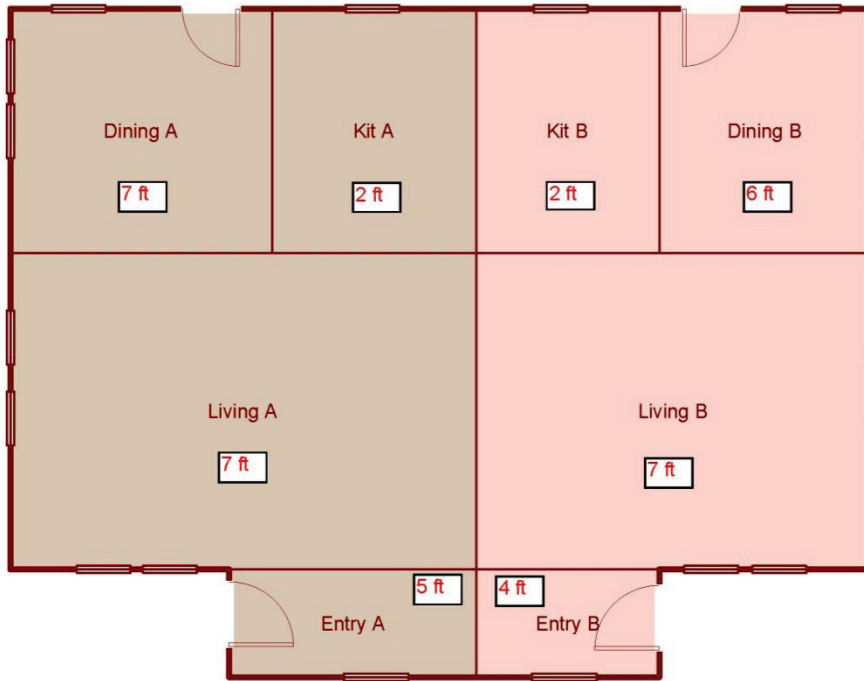 Dining A
Kit A
Kit B
Dining B
7 ft
2 ft
2 ft
6 ft
Living A
Living B
7 ft
7 ft
5 ft
4 ft
Entry A
Entry B